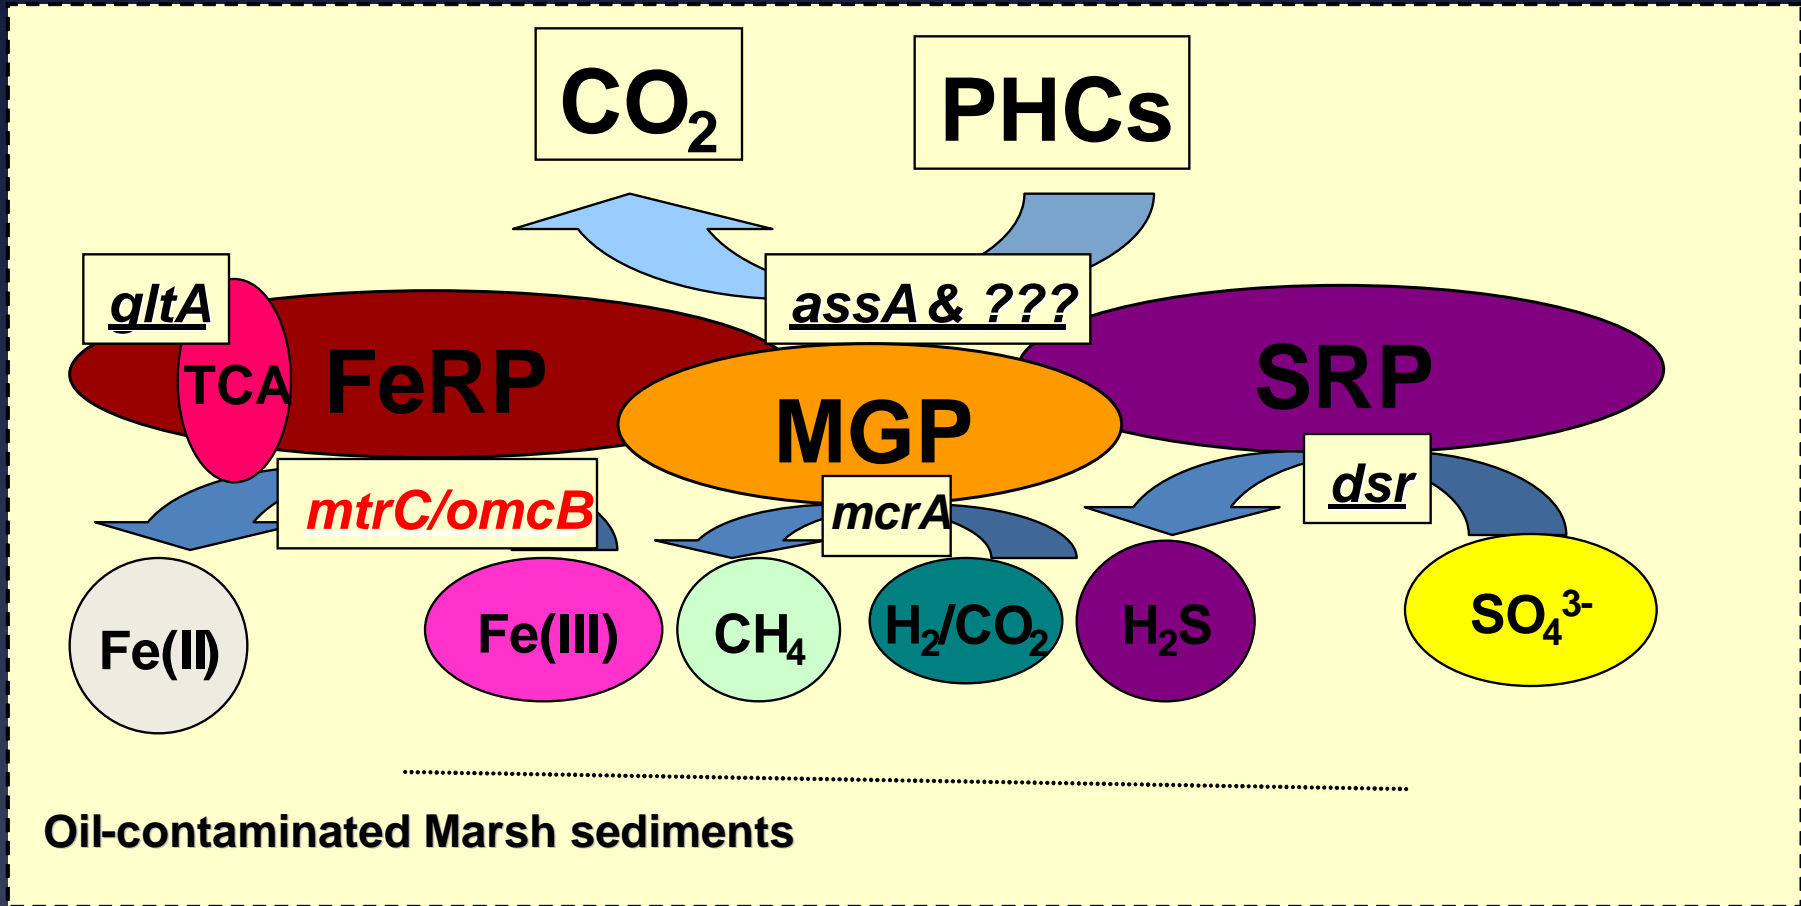 CO₂
PHCs
gltA
assA & ???
TCA
FeRP
MGP
SRP
mtrC/omcB
mcrA
dsr
Fe(II)
Fe(III)
CH₄
H₂/CO₂
H₂S
SO₄³⁻
Oil-contaminated Marsh sediments